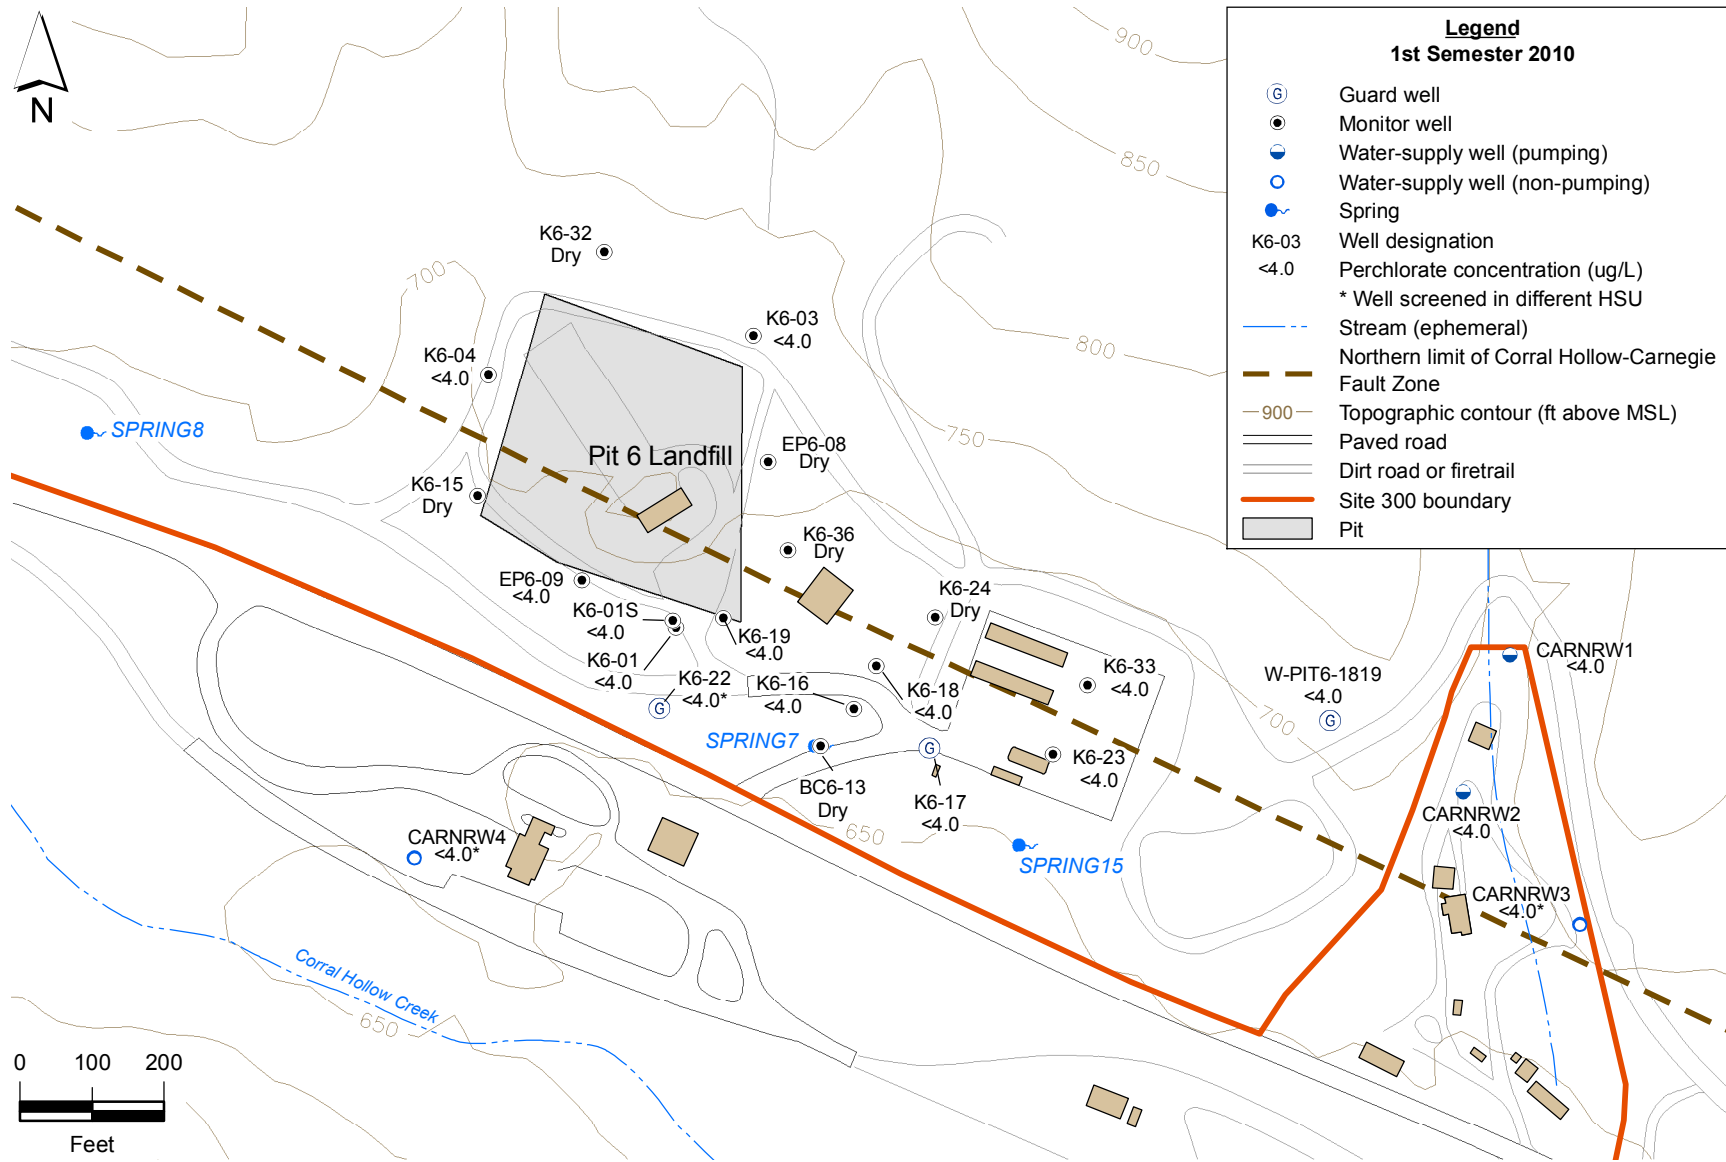 N
Legend
1st Semester 2010
G Guard well
Monitor well
Water-supply well (pumping)
Water-supply well (non-pumping)
Spring
K6-03 Well designation
<4.0 Perchlorate concentration (ug/L)
* Well screened in different HSU
Stream (ephemeral)
Northern limit of Corral Hollow-Carnegie
Fault Zone
900 Topographic contour (ft above MSL)
Paved road
Dirt road or firetrail
Site 300 boundary
Pit
900
850
800
750
700
700
650
650
K6-32
Dry
K6-03
<4.0
K6-04
<4.0
SPRING8
Pit 6 Landfill
EP6-08
Dry
K6-15
Dry
K6-36
Dry
EP6-09
<4.0
K6-01S
<4.0
K6-24
Dry
K6-19
<4.0
K6-01
<4.0
K6-22
<4.0*
G
K6-16
<4.0
K6-18
<4.0
K6-33
<4.0
W-PIT6-1819
<4.0
G
CARNRW1
<4.0
SPRING7
BC6-13
Dry
G
K6-17
<4.0
K6-23
<4.0
CARNRW2
<4.0
CARNRW4
<4.0*
SPRING15
CARNRW3
<4.0*
Corral Hollow Creek
0 100 200
Feet